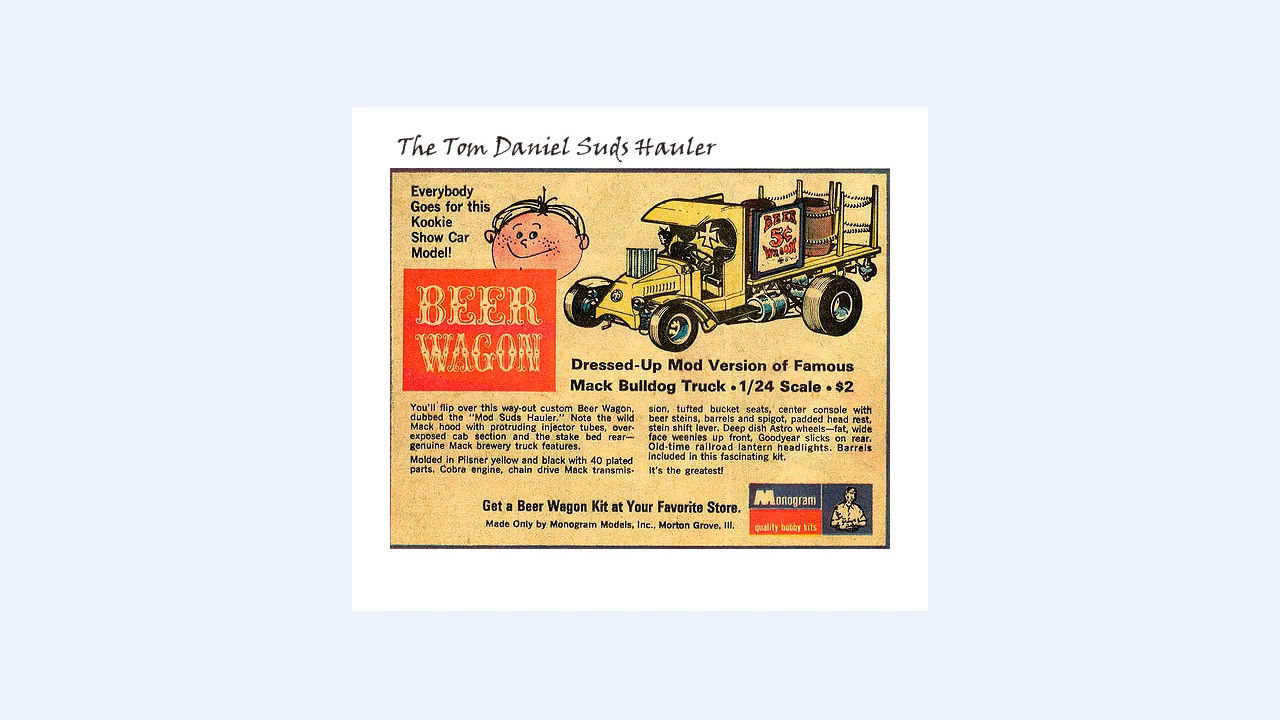 The Tom Daniel Suds Hauler
Everybody
Goes for this
Kookie
Show Car
Model!
BEER
WAGON
BEER
5¢
WAGON
Dressed-Up Mod Version of Famous
Mack Bulldog Truck • 1/24 Scale • $2
You'll flip over this way-out custom Beer Wagon,
dubbed the "Mod Suds Hauler." Note the wild
Mack hood with protruding injector tubes, over-
exposed cab section and the stake bed rear—
genuine Mack brewery truck features.
Molded in Pilsner yellow and black with 40 plated
parts. Cobra engine, chain drive Mack transmis-
sion, tufted bucket seats, center console with
beer steins, barrels and spigot, padded head rest,
stein shift lever. Deep dish Astro wheels—fat, wide
face weenies up front, Goodyear slicks on rear.
Old-time railroad lantern headlights. Barrels
included in this fascinating kit.
It's the greatest!
Get a Beer Wagon Kit at Your Favorite Store.
Made Only by Monogram Models, Inc., Morton Grove, Ill.
Monogram
quality hobby kits